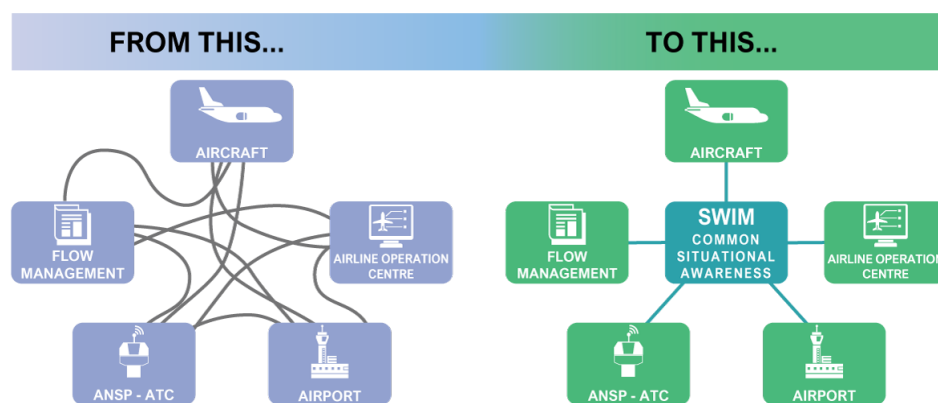 FROM THIS...
TO THIS...
AIRCRAFT
FLOW
MANAGEMENT
AIRLINE OPERATION
CENTRE
ANSP - ATC
AIRPORT
AIRCRAFT
FLOW
MANAGEMENT
SWIM
COMMON
SITUATIONAL
AWARENESS
AIRLINE OPERATION
CENTRE
ANSP - ATC
AIRPORT